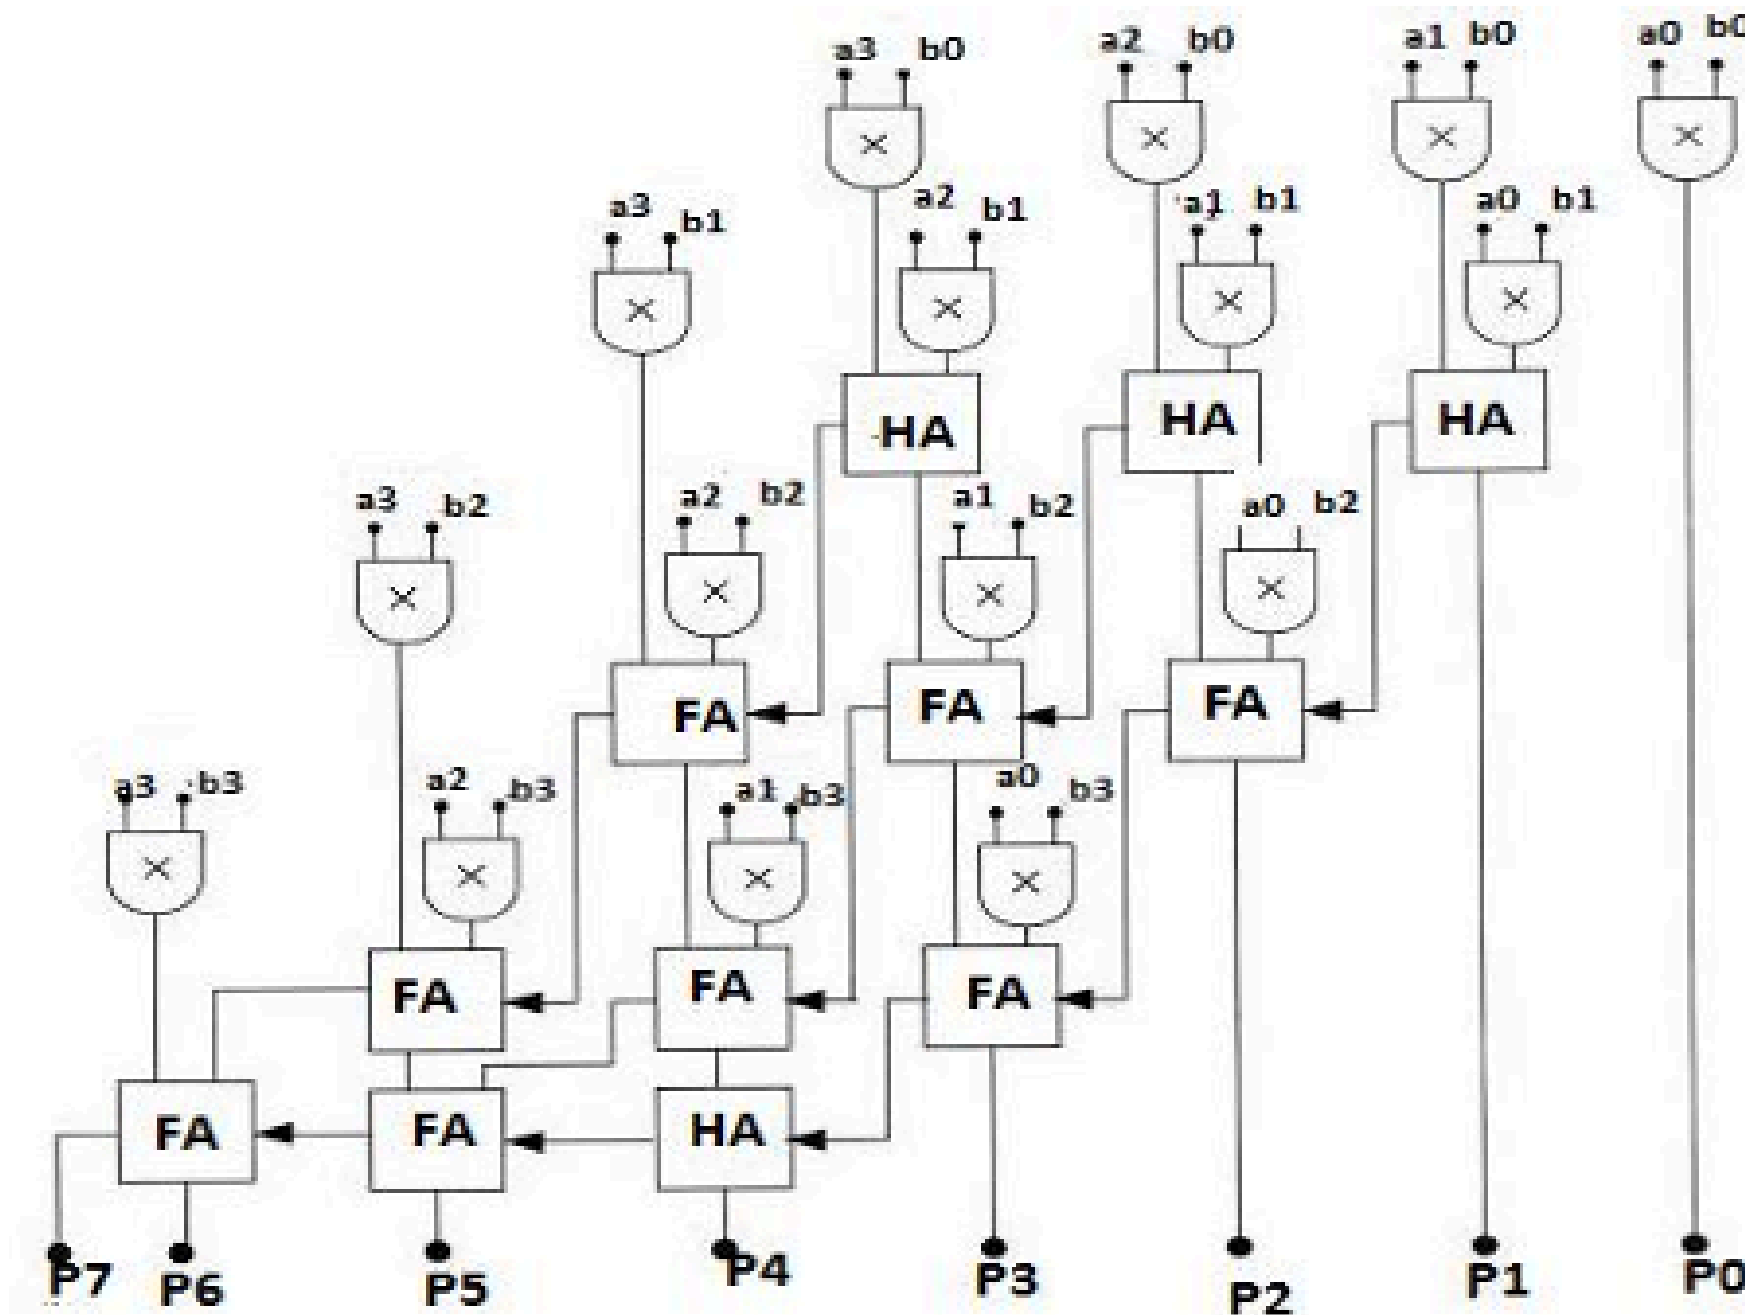 a3 b0 a2 b0 a1 b0 a0 b0
a3 b1 a2 b1 a1 b1 a0 b1
HA HA HA
a3 b2 a2 b2 a1 b2 a0 b2
FA FA FA
a3 b3 a2 b3 a1 b3 a0 b3
FA FA FA
FA FA HA
P7 P6 P5 P4 P3 P2 P1 P0